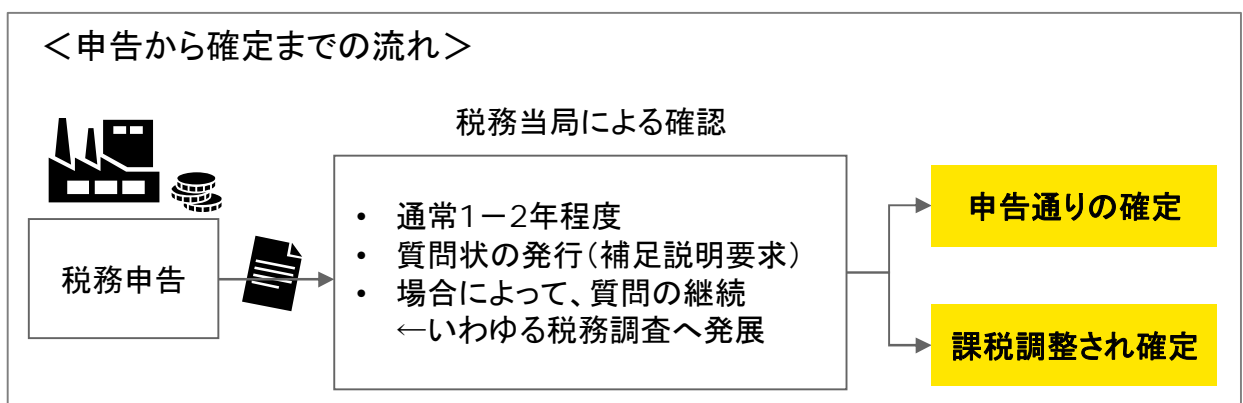 ＜申告から確定までの流れ＞
税務当局による確認
税務申告
• 通常1－2年程度
• 質問状の発行（補足説明要求）
• 場合によって、質問の継続
←いわゆる税務調査へ発展
申告通りの確定
課税調整され確定